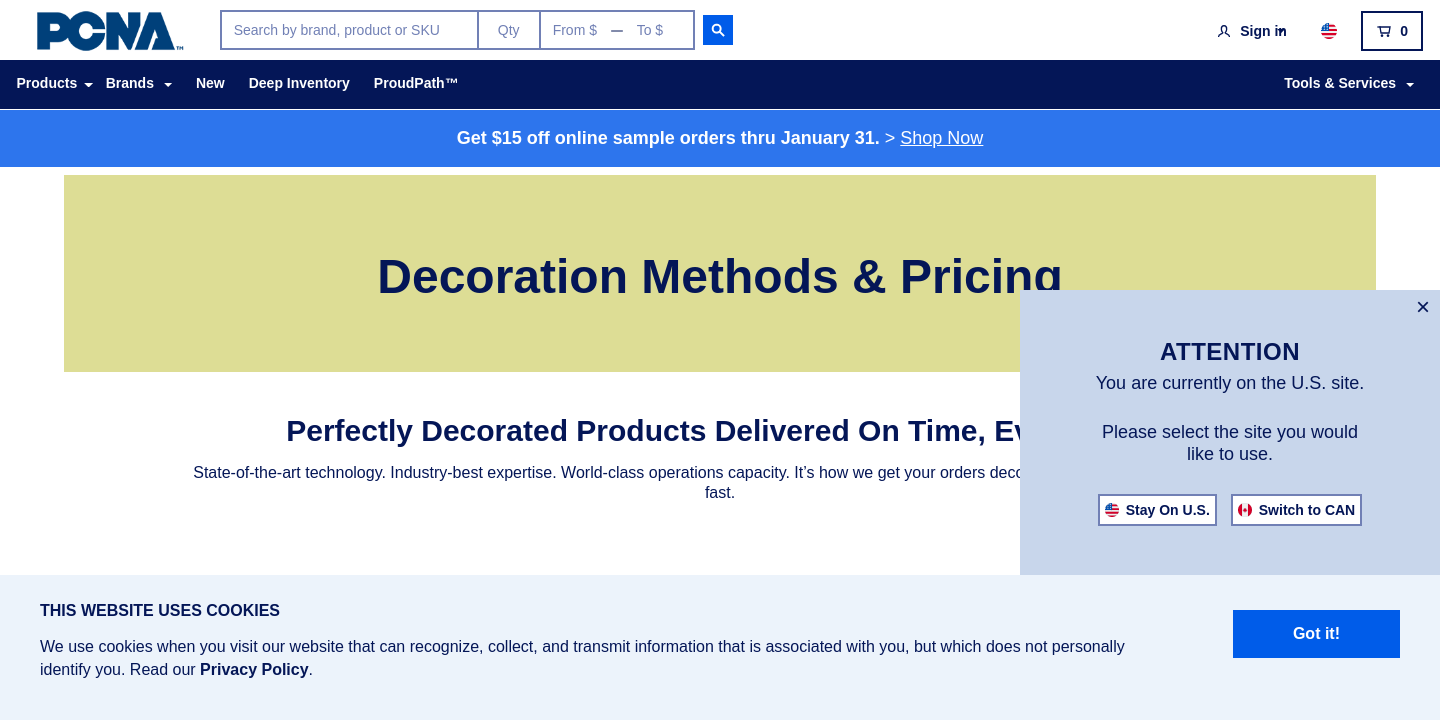 PCNA™
Search by brand, product or SKU
Qty
From $
To $
Sign in
0
Products
Brands
New
Deep Inventory
ProudPath™
Tools & Services
Get $15 off online sample orders thru January 31. > Shop Now
Decoration Methods & Pricing
×
ATTENTION
You are currently on the U.S. site.
Please select the site you would
like to use.
Stay On U.S.
Switch to CAN
Perfectly Decorated Products Delivered On Time,
State-of-the-art technology. Industry-best expertise. World-class operations capacity. It’s how we get your orders
fast.
THIS WEBSITE USES COOKIES
We use cookies when you visit our website that can recognize, collect, and transmit information that is associated with you, but which does not personally
identify you. Read our Privacy Policy.
Got it!